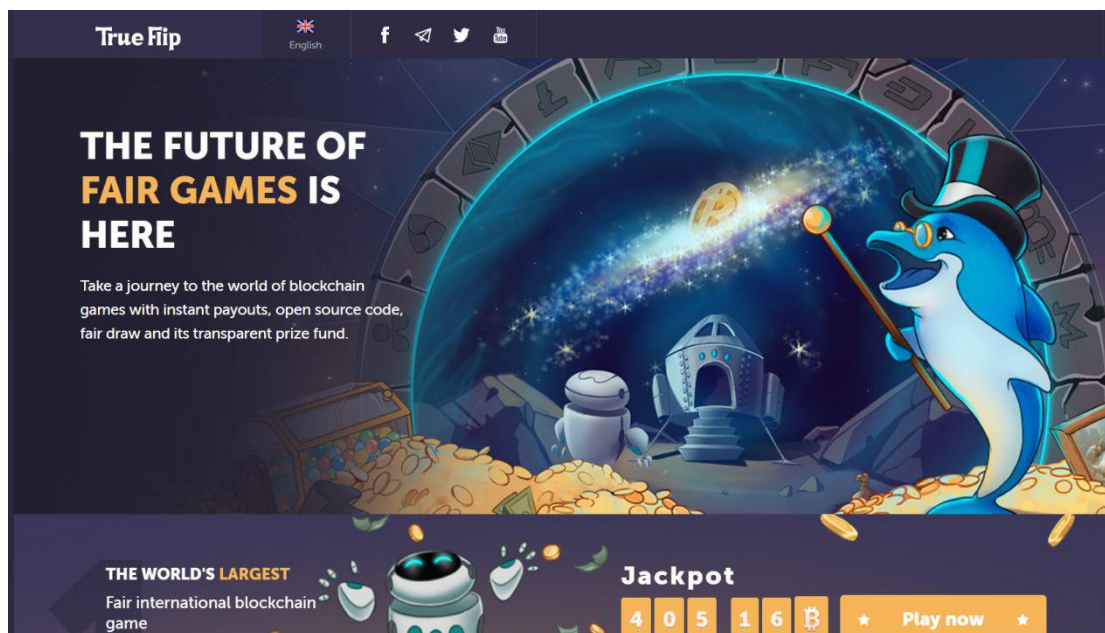 True Flip
English
You
Tube
THE FUTURE OF
FAIR GAMES IS
HERE
Take a journey to the world of blockchain
games with instant payouts, open source code,
fair draw and its transparent prize fund.
THE WORLD'S LARGEST
Fair international blockchain
game
Jackpot
4 0 5 1 6 ₿
Play now